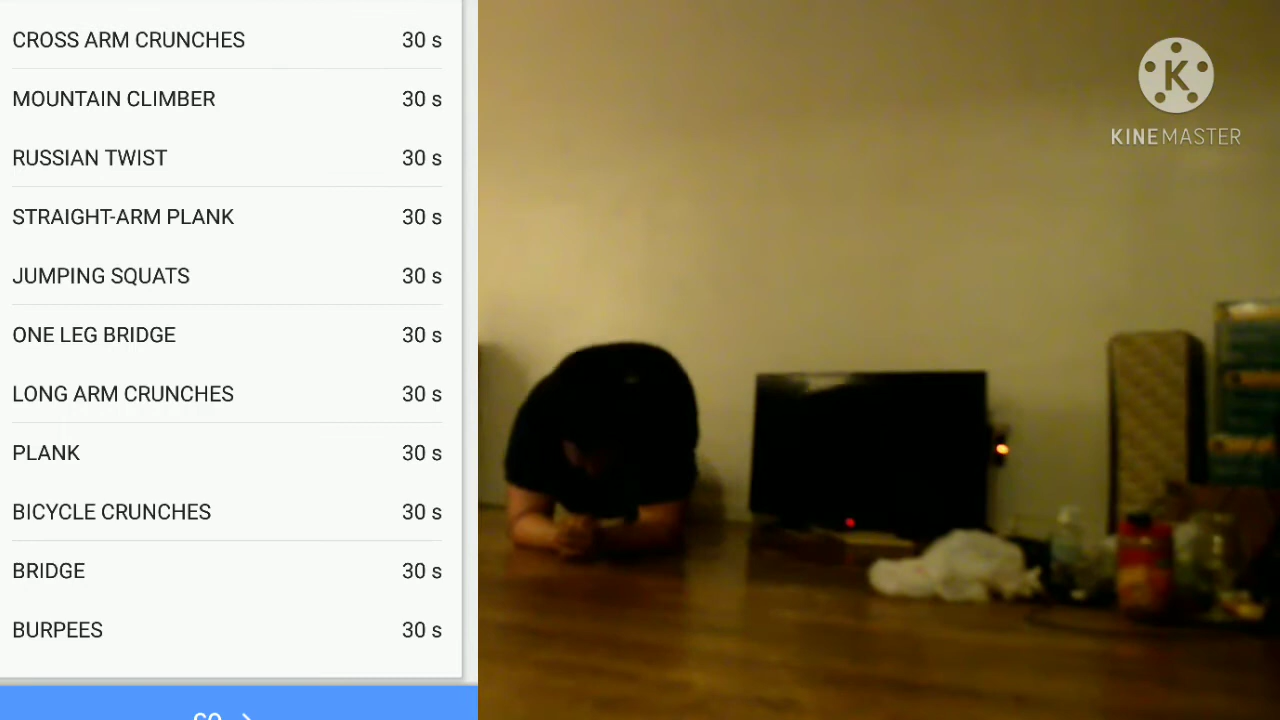 CROSS ARM CRUNCHES 30 s
MOUNTAIN CLIMBER 30 s
RUSSIAN TWIST 30 s
STRAIGHT-ARM PLANK 30 s
JUMPING SQUATS 30 s
ONE LEG BRIDGE 30 s
LONG ARM CRUNCHES 30 s
PLANK 30 s
BICYCLE CRUNCHES 30 s
BRIDGE 30 s
BURPEES 30 s
K
KINEMASTER